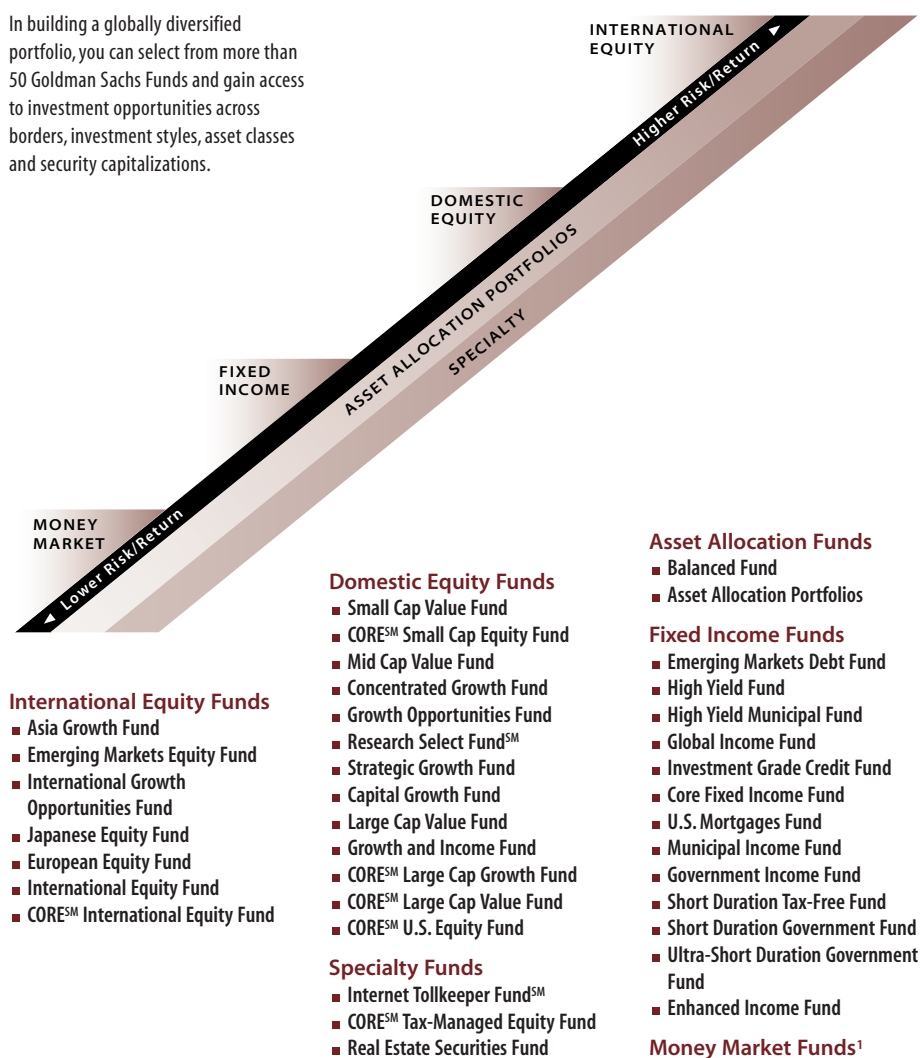 In building a globally diversified
portfolio, you can select from more than
50 Goldman Sachs Funds and gain access
to investment opportunities across
borders, investment styles, asset classes
and security capitalizations.
INTERNATIONAL
EQUITY
Higher Risk/Return ►
DOMESTIC
EQUITY
ASSET ALLOCATION PORTFOLIOS
SPECIALTY
FIXED
INCOME
MONEY
MARKET
◄ Lower Risk/Return
International Equity Funds
■ Asia Growth Fund
■ Emerging Markets Equity Fund
■ International Growth
Opportunities Fund
■ Japanese Equity Fund
■ European Equity Fund
■ International Equity Fund
■ CORE℠ International Equity Fund
Domestic Equity Funds
■ Small Cap Value Fund
■ CORE℠ Small Cap Equity Fund
■ Mid Cap Value Fund
■ Concentrated Growth Fund
■ Growth Opportunities Fund
■ Research Select Fund℠
■ Strategic Growth Fund
■ Capital Growth Fund
■ Large Cap Value Fund
■ Growth and Income Fund
■ CORE℠ Large Cap Growth Fund
■ CORE℠ Large Cap Value Fund
■ CORE℠ U.S. Equity Fund
Specialty Funds
■ Internet Tollkeeper Fund℠
■ CORE℠ Tax-Managed Equity Fund
■ Real Estate Securities Fund
Asset Allocation Funds
■ Balanced Fund
■ Asset Allocation Portfolios
Fixed Income Funds
■ Emerging Markets Debt Fund
■ High Yield Fund
■ High Yield Municipal Fund
■ Global Income Fund
■ Investment Grade Credit Fund
■ Core Fixed Income Fund
■ U.S. Mortgages Fund
■ Municipal Income Fund
■ Government Income Fund
■ Short Duration Tax-Free Fund
■ Short Duration Government Fund
■ Ultra-Short Duration Government
Fund
■ Enhanced Income Fund
Money Market Funds¹